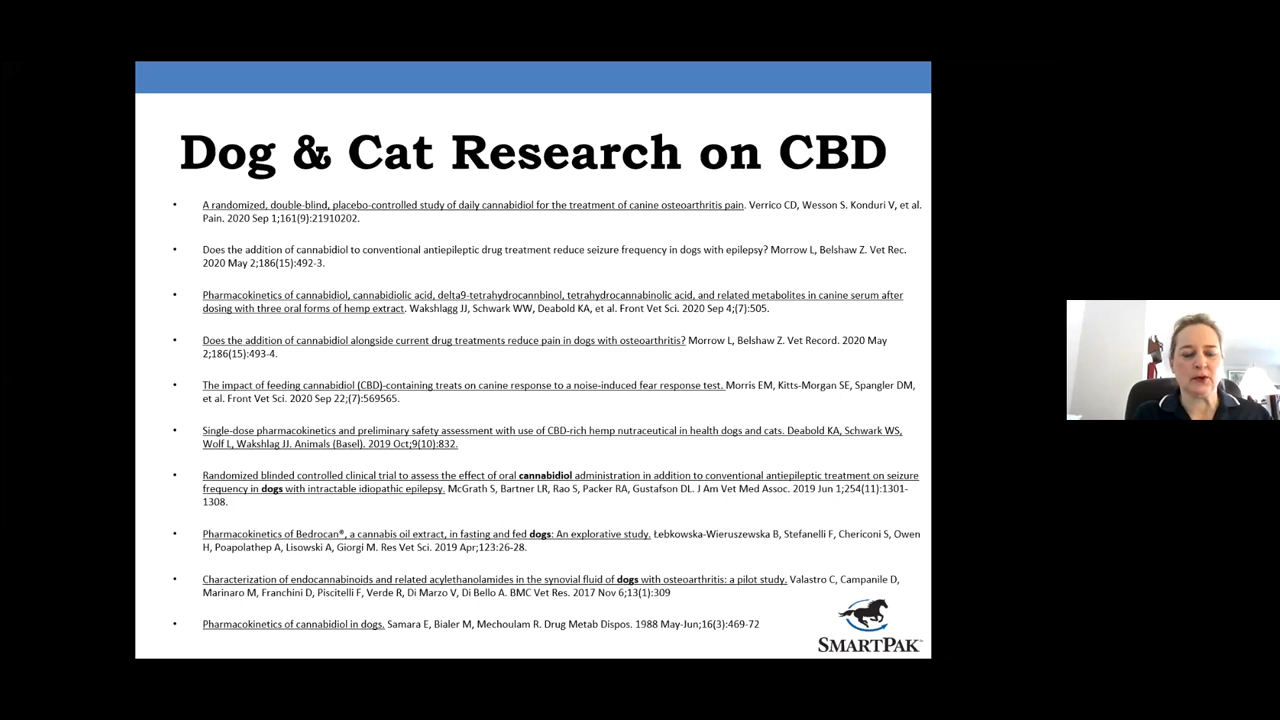 Dog & Cat Research on CBD
• A randomized, double-blind, placebo-controlled study of daily cannabidiol for the treatment of canine osteoarthritis pain. Verrico CD, Wesson S. Konduri V, et al.
Pain. 2020 Sep 1;161(9):21910202.
• Does the addition of cannabidiol to conventional antiepileptic drug treatment reduce seizure frequency in dogs with epilepsy? Morrow L, Belshaw Z. Vet Rec.
2020 May 2;186(15):492-3.
• Pharmacokinetics of cannabidiol, cannabidiolic acid, delta9-tetrahydrocannbinol, tetrahydrocannabinolic acid, and related metabolites in canine serum after
dosing with three oral forms of hemp extract. Wakshlagg JJ, Schwark WW, Deabold KA, et al. Front Vet Sci. 2020 Sep 4;(7):505.
• Does the addition of cannabidiol alongside current drug treatments reduce pain in dogs with osteoarthritis? Morrow L, Belshaw Z. Vet Record. 2020 May
2;186(15):493-4.
• The impact of feeding cannabidiol (CBD)-containing treats on canine response to a noise-induced fear response test. Morris EM, Kitts-Morgan SE, Spangler DM,
et al. Front Vet Sci. 2020 Sep 22;(7):569565.
• Single-dose pharmacokinetics and preliminary safety assessment with use of CBD-rich hemp nutraceutical in health dogs and cats. Deabold KA, Schwark WS,
Wolf L, Wakshlag JJ. Animals (Basel). 2019 Oct;9(10):832.
• Randomized blinded controlled clinical trial to assess the effect of oral cannabidiol administration in addition to conventional antiepileptic treatment on seizure
frequency in dogs with intractable idiopathic epilepsy. McGrath S, Bartner LR, Rao S, Packer RA, Gustafson DL. J Am Vet Med Assoc. 2019 Jun 1;254(11):1301-
1308.
• Pharmacokinetics of Bedrocan®, a cannabis oil extract, in fasting and fed dogs: An explorative study. Łebkowska-Wieruszewska B, Stefanelli F, Chericoni S, Owen
H, Poapolathep A, Lisowski A, Giorgi M. Res Vet Sci. 2019 Apr;123:26-28.
• Characterization of endocannabinoids and related acylethanolamides in the synovial fluid of dogs with osteoarthritis: a pilot study. Valastro C, Campanile D,
Marinaro M, Franchini D, Piscitelli F, Verde R, Di Marzo V, Di Bello A. BMC Vet Res. 2017 Nov 6;13(1):309
• Pharmacokinetics of cannabidiol in dogs. Samara E, Bialer M, Mechoulam R. Drug Metab Dispos. 1988 May-Jun;16(3):469-72
SMARTPAK